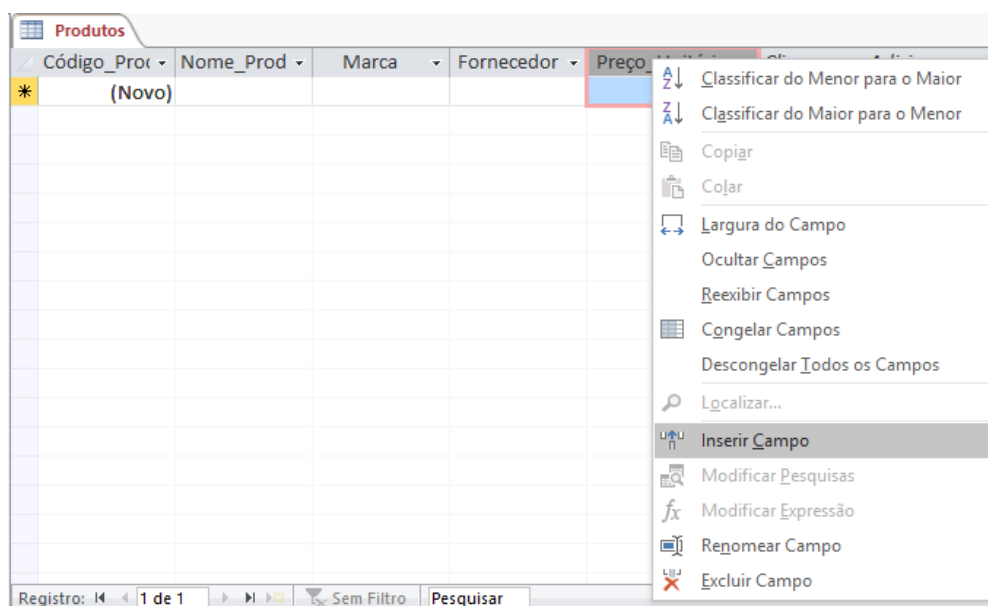 Produtos
Código_Proc Nome_Prod Marca Fornecedor
(Novo)
Classificar do Menor para o Maior
Classificar do Maior para o Menor
Copiar
Colar
Largura do Campo
Ocultar Campos
Reexibir Campos
Congelar Campos
Descongelar Todos os Campos
Localizar...
Inserir Campo
Modificar Pesquisas
Modificar Expressão
Renomear Campo
Excluir Campo
Registro: 1 de 1 Sem Filtro Pesquisar